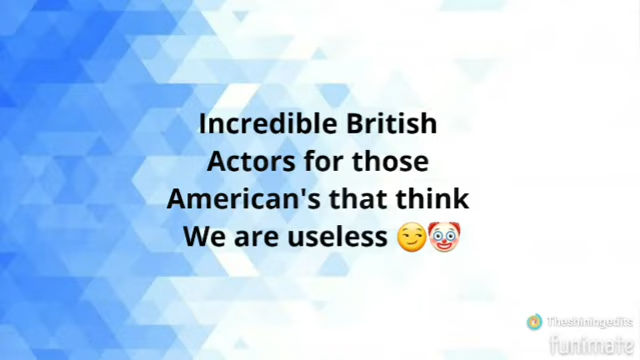 Incredible British
Actors for those
American's that think
We are useless 😏🤡
Theshiningedits
funimate